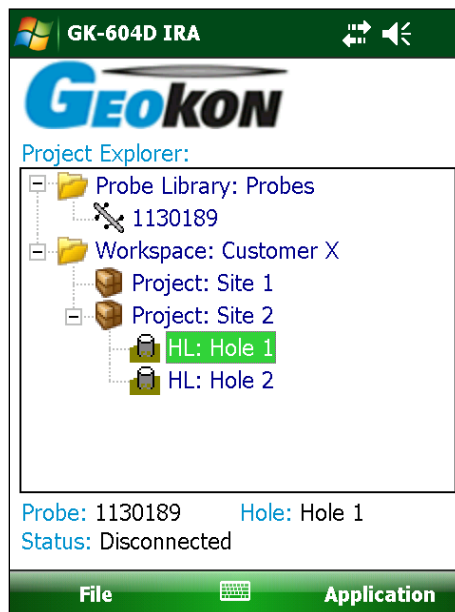 GK-604D IRA
GEOKON
Project Explorer:
Probe Library: Probes
1130189
Workspace: Customer X
Project: Site 1
Project: Site 2
HL: Hole 1
HL: Hole 2
Probe: 1130189 Hole: Hole 1
Status: Disconnected
File Application